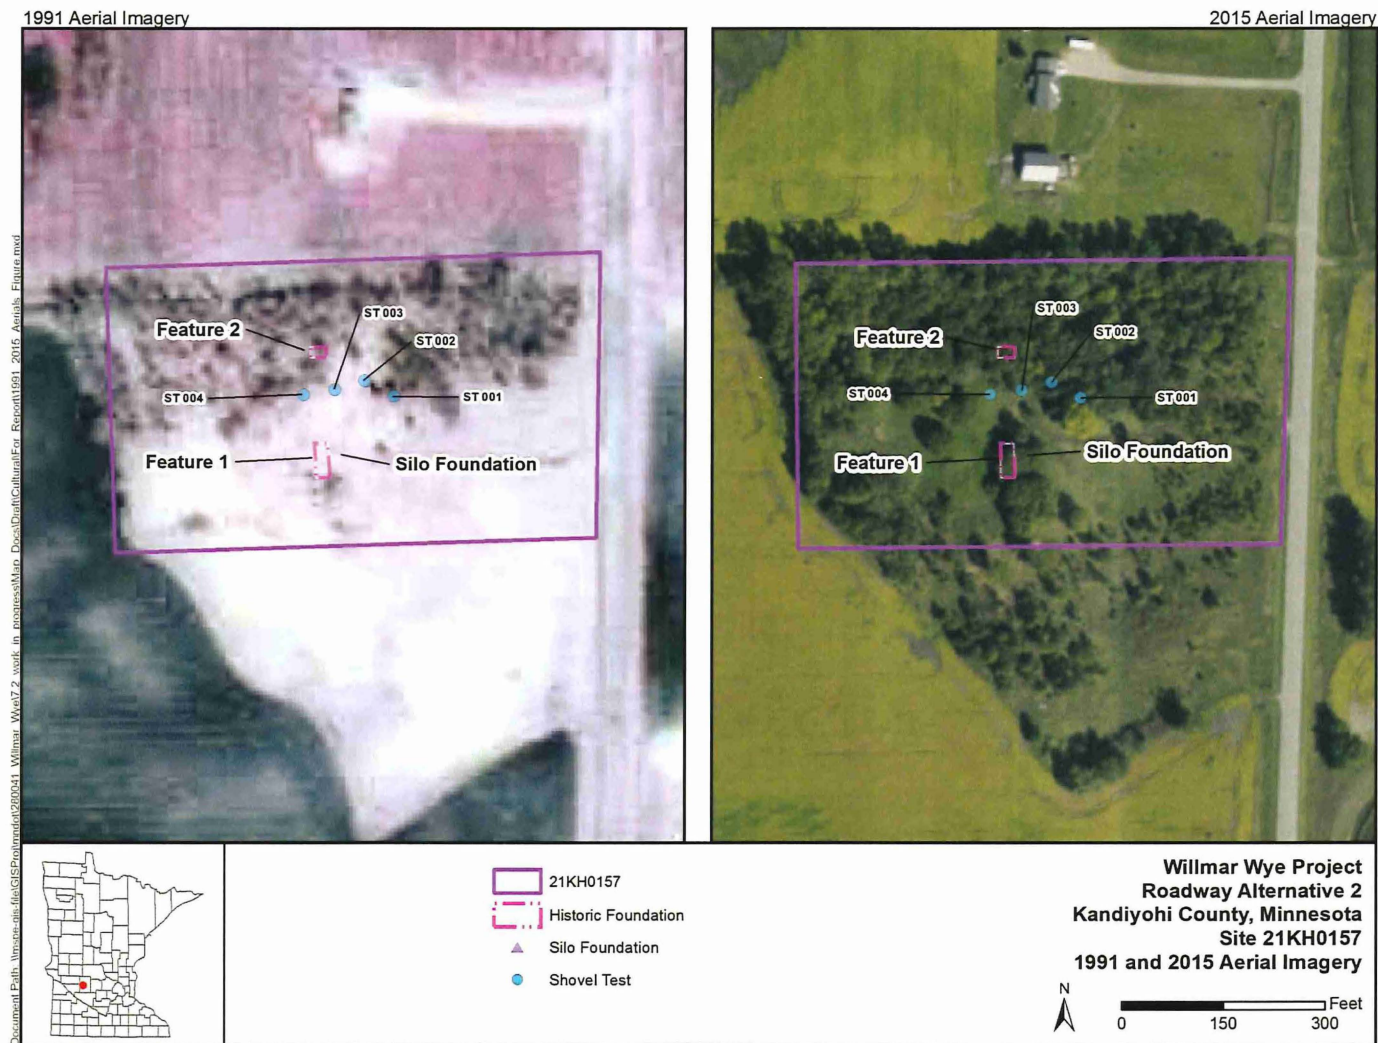 1991 Aerial Imagery
2015 Aerial Imagery
ST 003
Feature 2
ST 002
ST 004
ST 001
Feature 1
Silo Foundation
ST 003
Feature 2
ST 002
ST 004
ST 001
Feature 1
Silo Foundation
21KH0157
Historic Foundation
Silo Foundation
Shovel Test
Willmar Wye Project
Roadway Alternative 2
Kandiyohi County, Minnesota
Site 21KH0157
1991 and 2015 Aerial Imagery
N
Feet
0 150 300